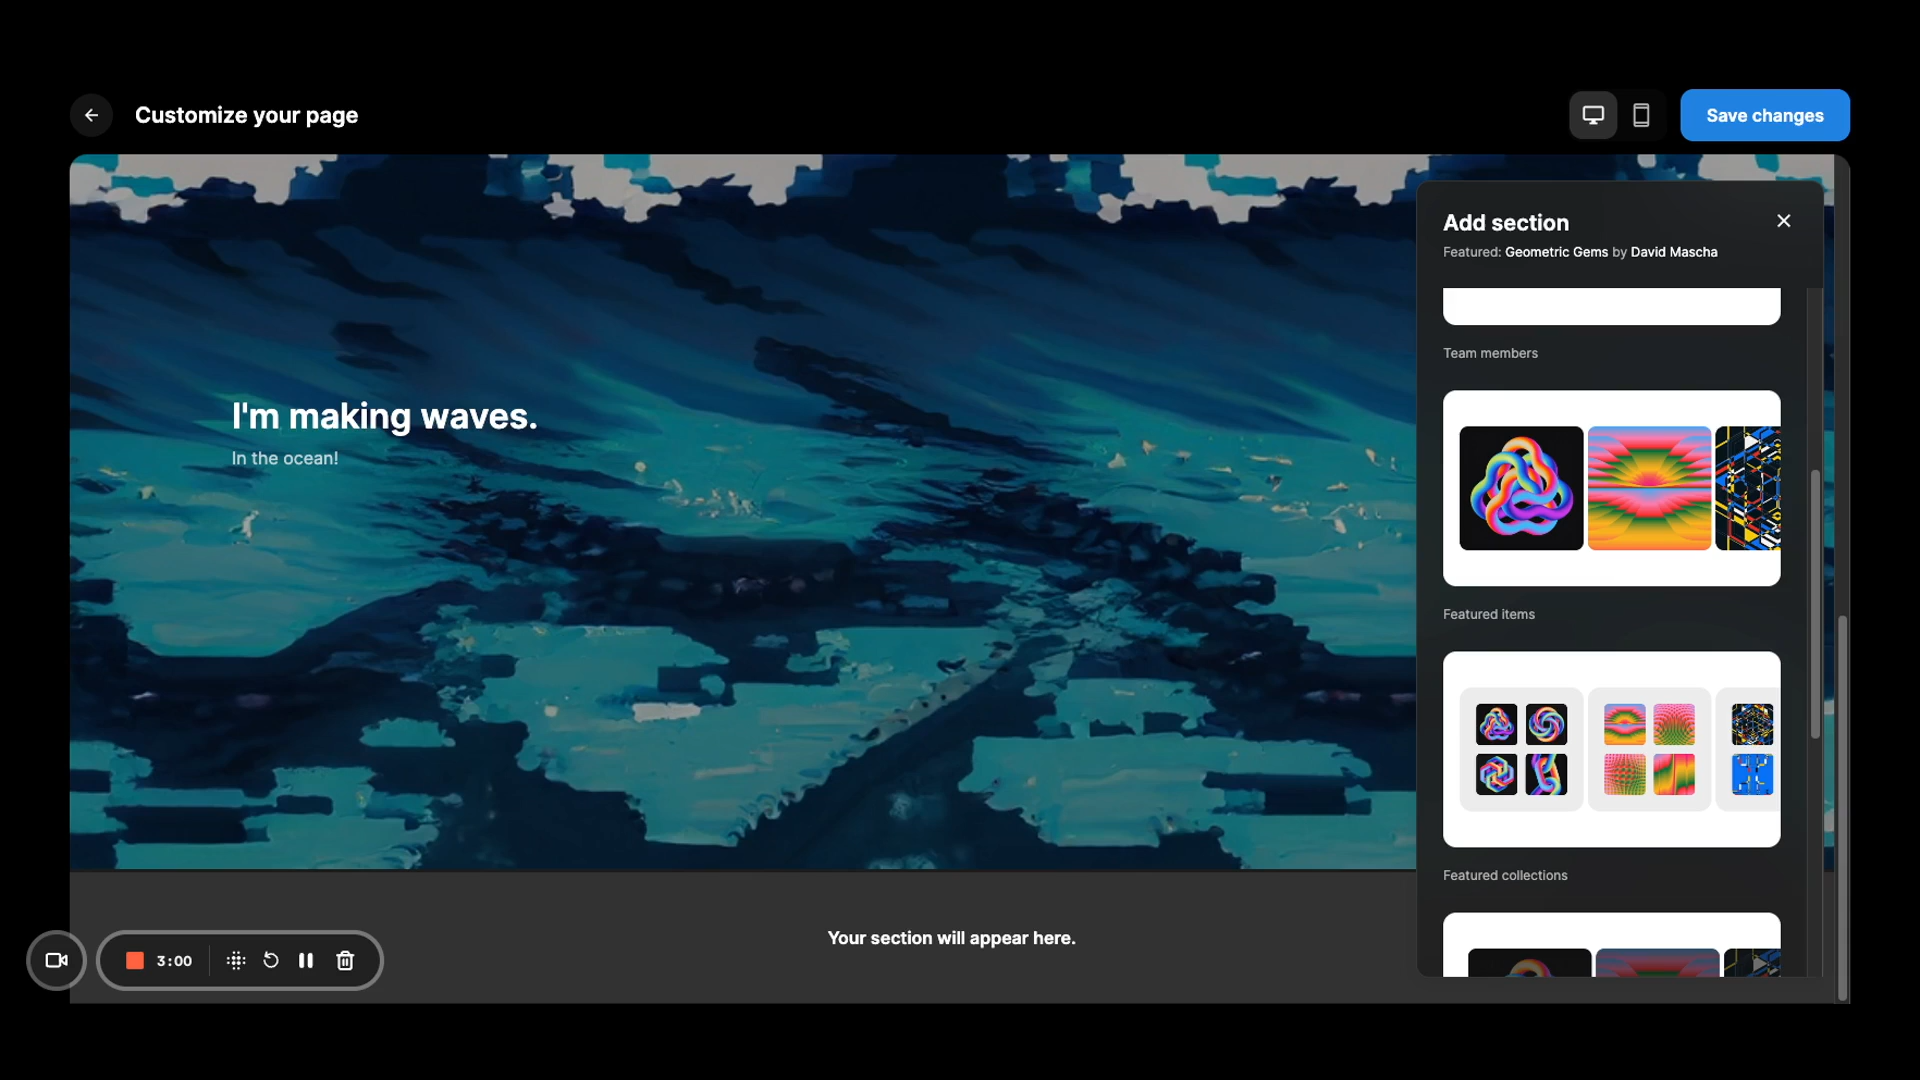 Customize your page
Save changes
Add section
Featured: Geometric Gems by David Mascha
Team members
I'm making waves.
In the ocean!
Featured items
Featured collections
Your section will appear here.
3:00